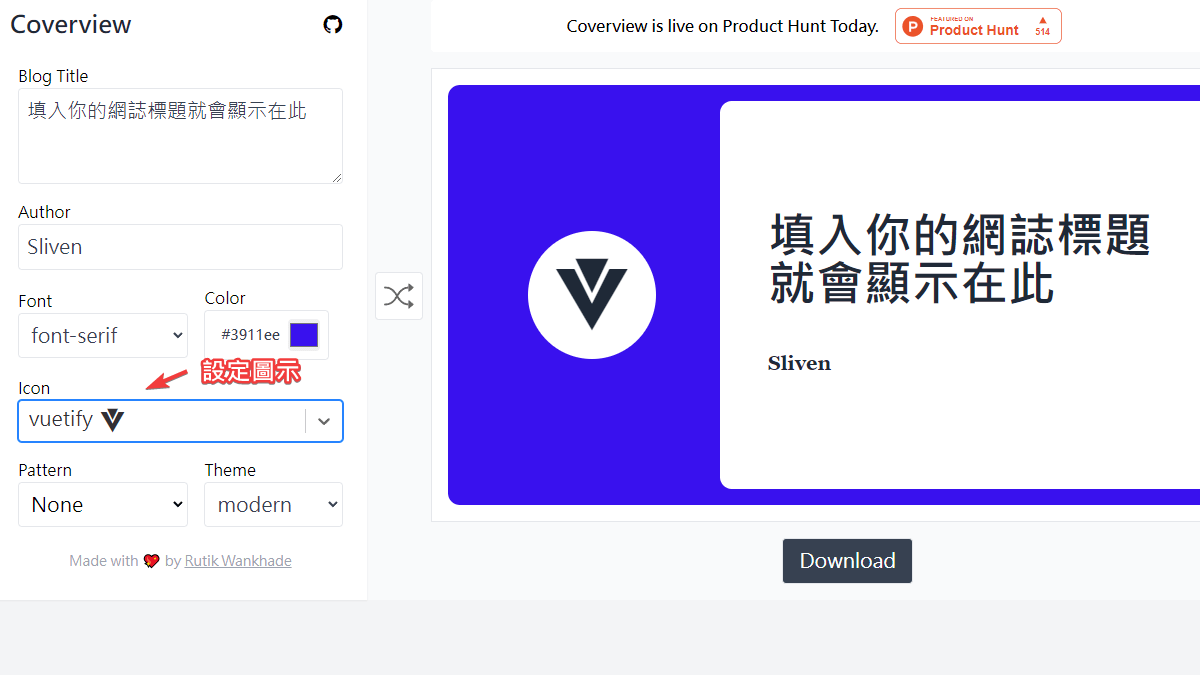 Coverview
Coverview is live on Product Hunt Today.
FEATURED ON
Product Hunt
514
Blog Title
填入你的網誌標題就會顯示在此
Author
Sliven
Font
Color
font-serif
#3911ee
設定圖示
Icon
vuetify
Pattern
Theme
None
modern
Made with 💖 by Rutik Wankhade
填入你的網誌標題
就會顯示在此
Sliven
Download